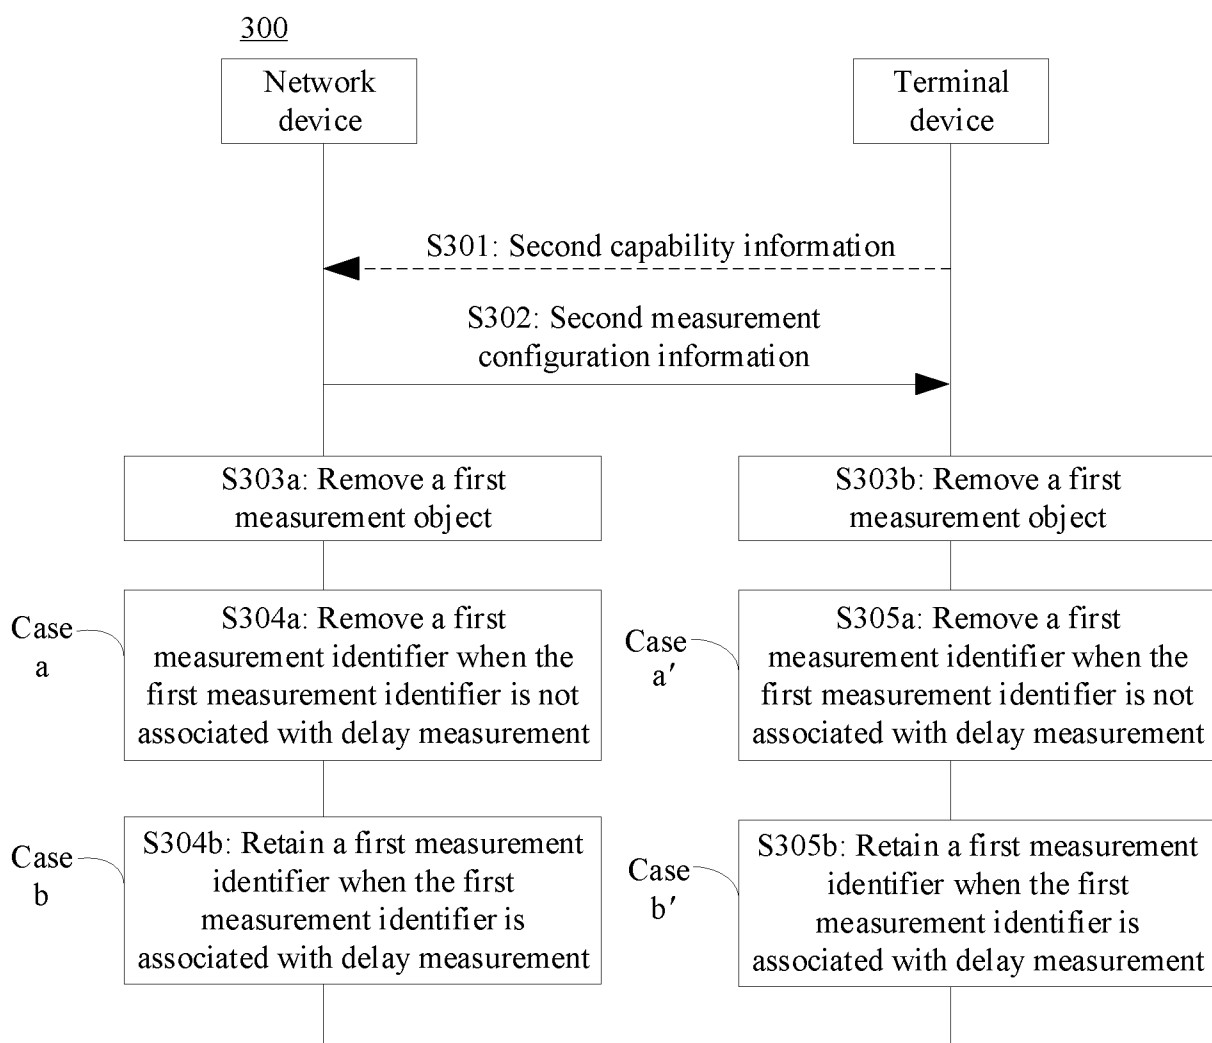 300
Network
device
Terminal
device
S301: Second capability information
S302: Second measurement
configuration information
S303a: Remove a first
measurement object
S303b: Remove a first
measurement object
Case
a
S304a: Remove a first
measurement identifier when the
first measurement identifier is not
associated with delay measurement
Case
a′
S305a: Remove a first
measurement identifier when the
first measurement identifier is not
associated with delay measurement
Case
b
S304b: Retain a first measurement
identifier when the first
measurement identifier is
associated with delay measurement
Case
b′
S305b: Retain a first measurement
identifier when the first
measurement identifier is
associated with delay measurement